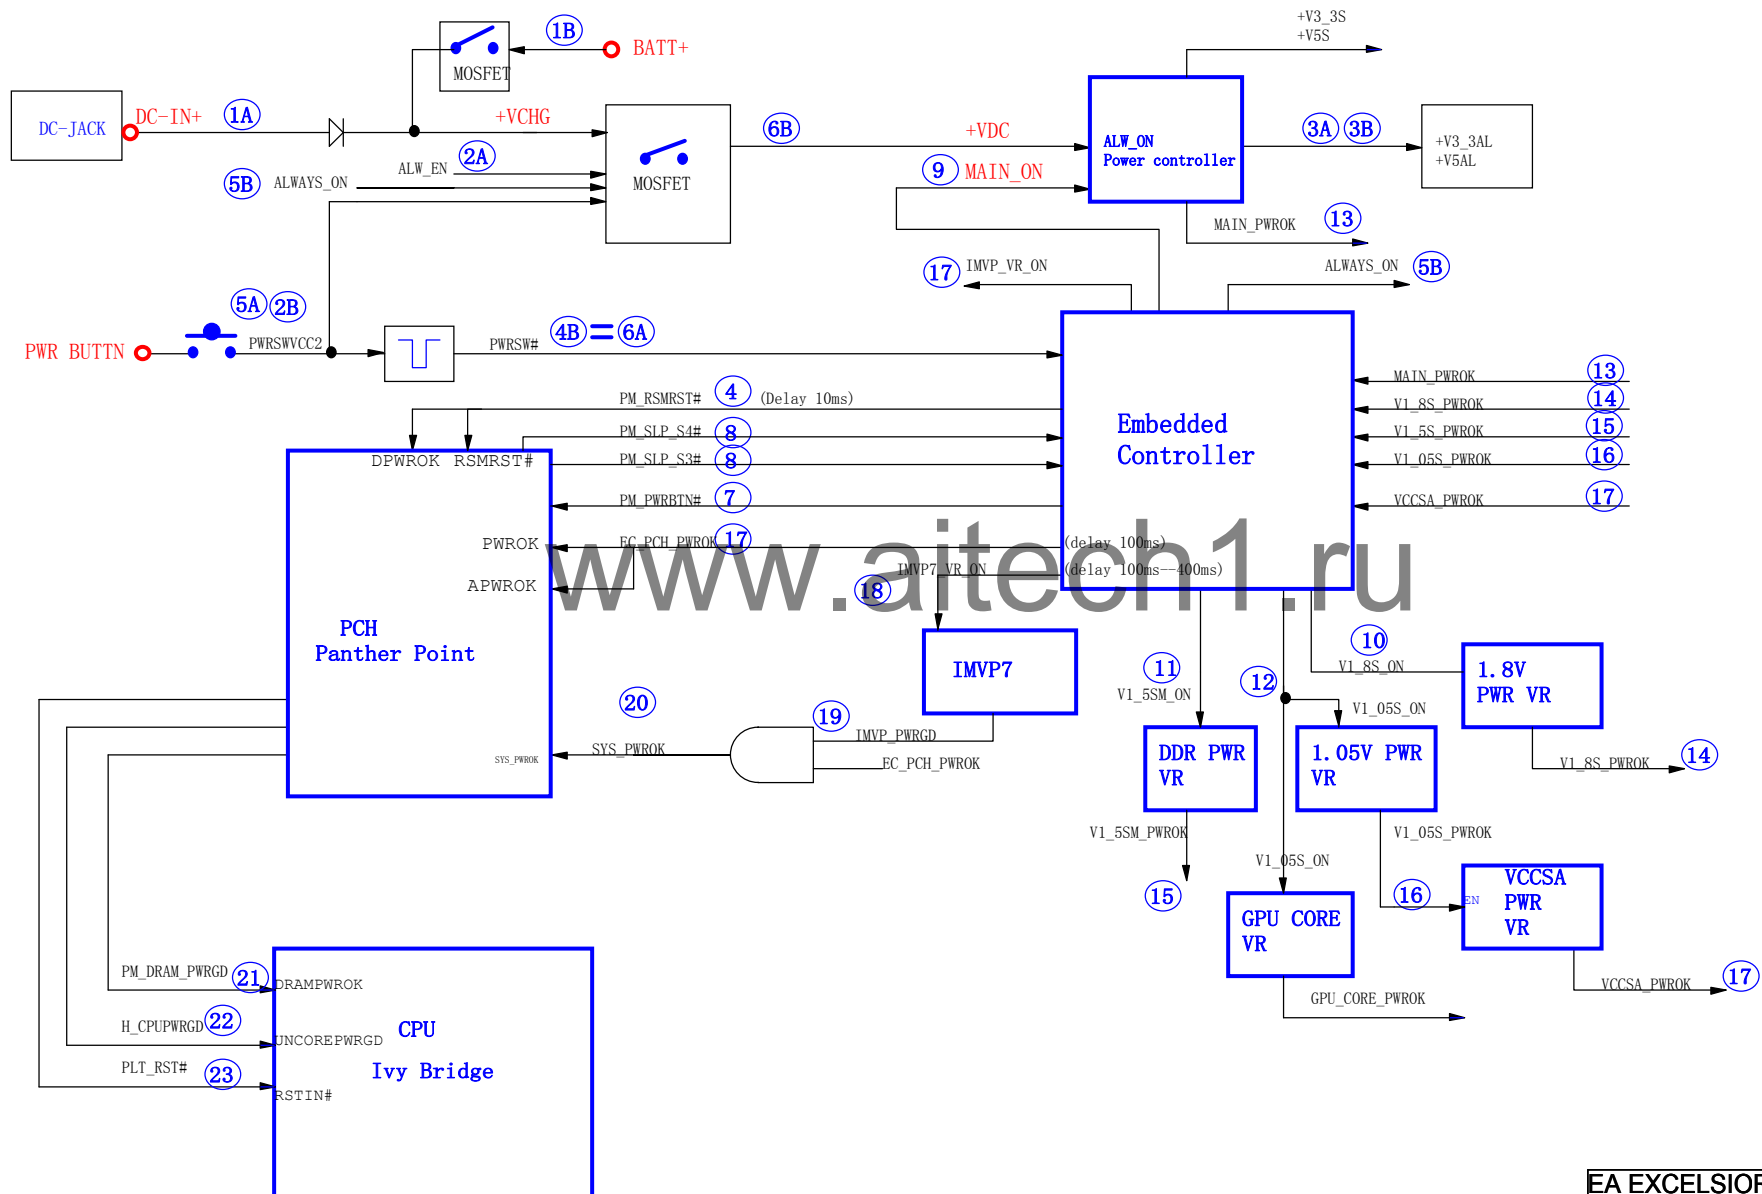 +V3_3S
+V5S
1B
BATT+
MOSFET
DC-JACK
DC-IN+
1A
+VCHG
6B
+VDC
ALW_ON
Power controller
3A
3B
+V3_3AL
+V5AL
ALW_EN
2A
5B
ALWAYS_ON
MOSFET
9
MAIN_ON
MAIN_PWROK
13
17
IMVP_VR_ON
ALWAYS_ON
5B
5A
2B
PWR BUTTN
PWRSWVCC2
PWRSW#
4B
6A
PM_RSMRST#
4
(Delay 10ms)
PM_SLP_S4#
8
PM_SLP_S3#
8
PM_PWRBTN#
7
EC_PCH_PWROK
17
Embedded
Controller
MAIN_PWROK
13
V1_8S_PWROK
14
V1_5S_PWROK
15
V1_05S_PWROK
16
VCCSA_PWROK
17
DPWROK
RSMRST#
PWROK
APWROK
PCH
Panther Point
SYS_PWROK
(delay 100ms)
(delay 100ms--400ms)
IMVP7_VR_ON
18
www.aitech1.ru
IMVP7
20
SYS_PWROK
19
IMVP_PWRGD
EC_PCH_PWROK
11
V1_5SM_ON
12
V1_05S_ON
10
V1_8S_ON
1.8V
PWR VR
DDR PWR
VR
1.05V PWR
VR
V1_8S_PWROK
14
V1_5SM_PWROK
15
V1_05S_ON
V1_05S_PWROK
16
EN
VCCSA
PWR
VR
GPU CORE
VR
GPU_CORE_PWROK
VCCSA_PWROK
17
PM_DRAM_PWRGD
21
DRAMPWROK
H_CPUPWRGD
22
UNCOREPWRGD
PLT_RST#
23
RSTIN#
CPU
Ivy Bridge
EA EXCELSIOR